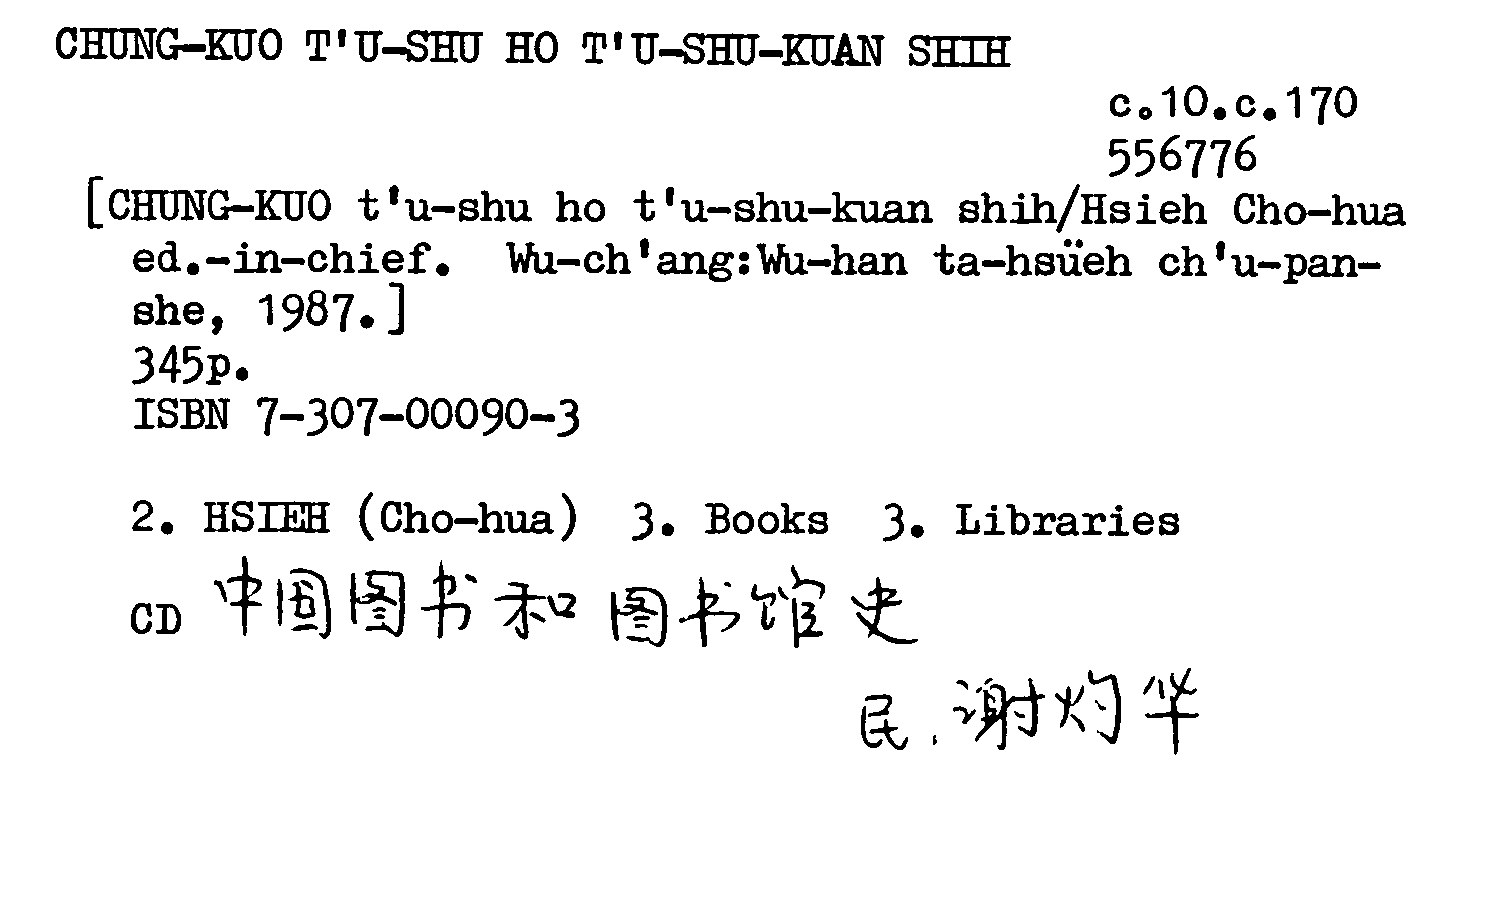 CHUNG-KUO T'U-SHU HO T'U-SHU-KUAN SHIH
c.10.c.170
556776
[CHUNG-KUO t'u-shu ho t'u-shu-kuan shih/Hsieh Cho-hua
ed.-in-chief. Wu-ch'ang:Wu-han ta-hsüeh ch'u-pan-
she, 1987.]
345p.
ISBN 7-307-00090-3
2. HSIEH (Cho-hua) 3. Books 3. Libraries
CD 中国图书和图书馆史
民. 谢灼华